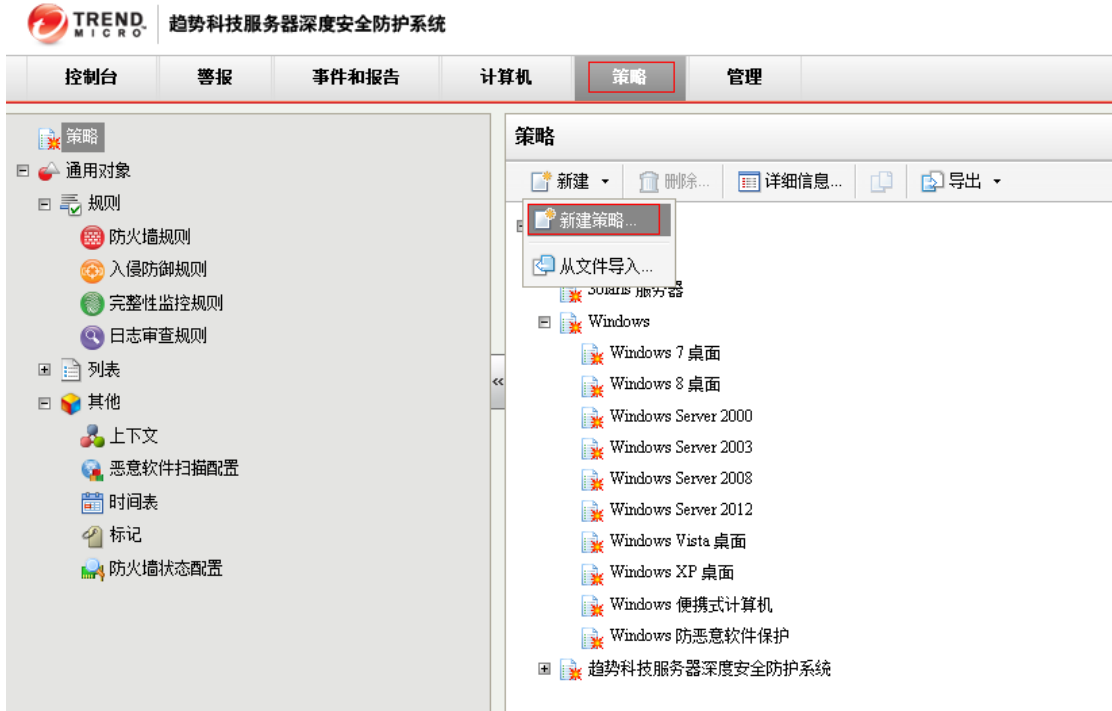 TREND
MICRO
趋势科技服务器深度安全防护系统
控制台 警报 事件和报告 计算机 策略 管理
策略
通用对象
规则
防火墙规则
入侵防御规则
完整性监控规则
日志审查规则
列表
其他
上下文
恶意软件扫描配置
时间表
标记
防火墙状态配置
«
策略
新建 删除... 详细信息... 导出
新建策略...
从文件导入...
Solaris 服务器
Windows
Windows 7 桌面
Windows 8 桌面
Windows Server 2000
Windows Server 2003
Windows Server 2008
Windows Server 2012
Windows Vista 桌面
Windows XP 桌面
Windows 便携式计算机
Windows 防恶意软件保护
趋势科技服务器深度安全防护系统